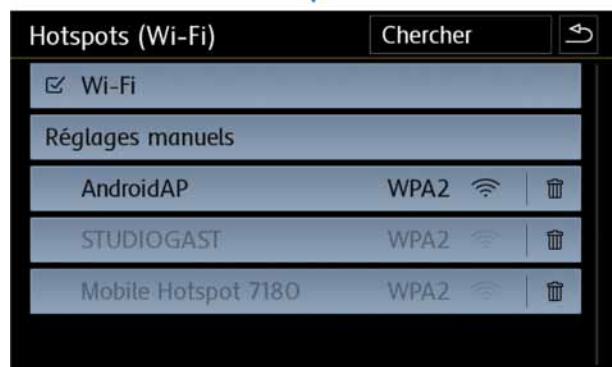 Hotspots (Wi-Fi) Chercher
Wi-Fi
Réglages manuels
AndroidAP WPA2
STUDIOGAST WPA2
Mobile Hotspot 7180 WPA2